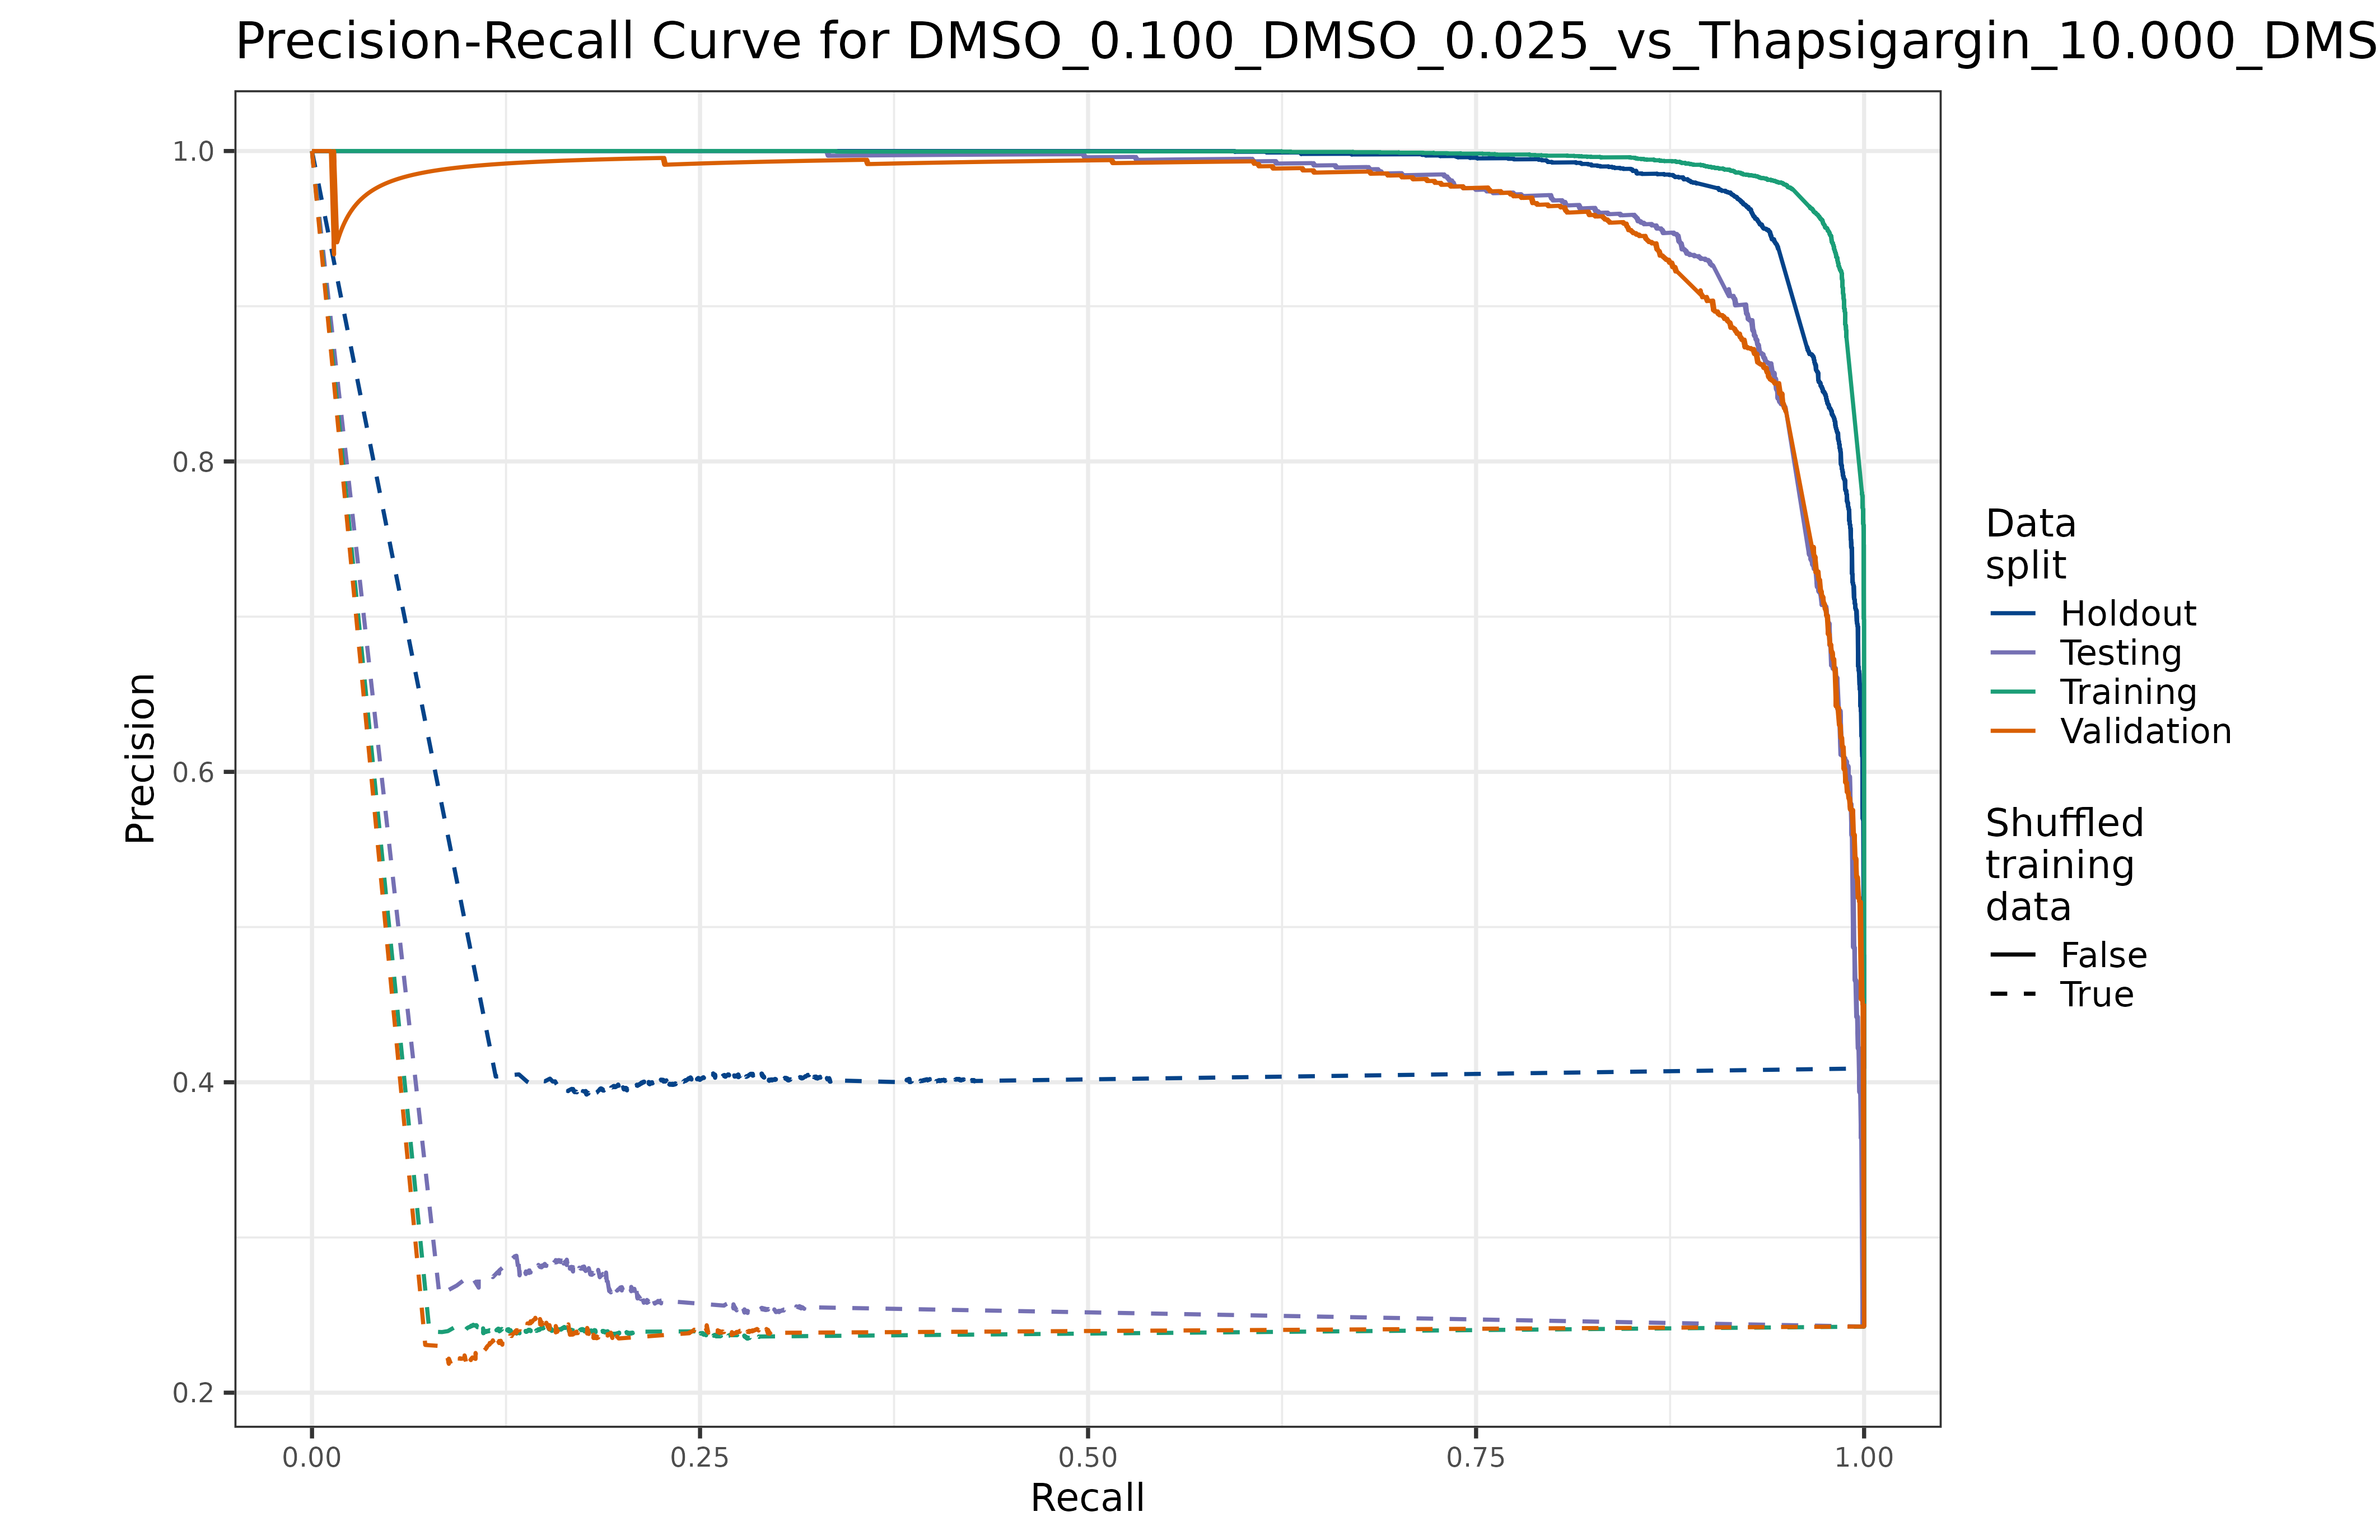 Precision-Recall Curve for DMSO_0.100_DMSO_0.025_vs_Thapsigargin_10.000_DMS
1.0
0.8
0.6
0.4
0.2
Precision
0.00
0.25
0.50
0.75
1.00
Recall
Data
split
Holdout
Testing
Training
Validation
Shuffled
training
data
False
True